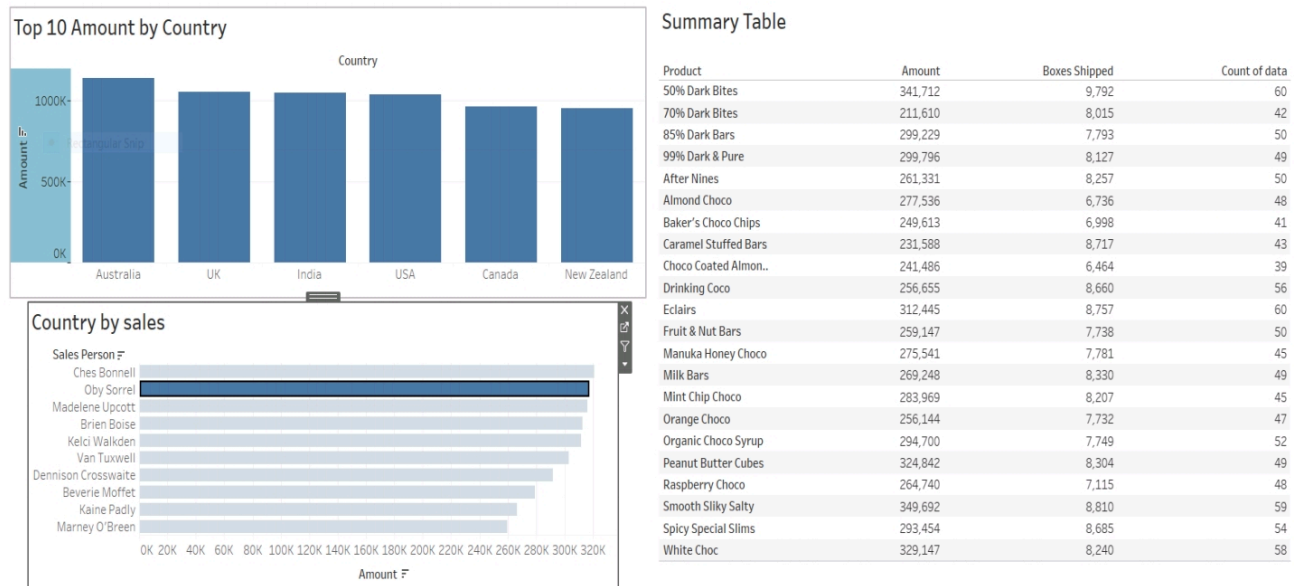 Top 10 Amount by Country
Country
1000K
500K
0K
Amount
Rectangular Snip
Australia UK India USA Canada New Zealand
Country by sales
Sales Person
Ches Bonnell
Oby Sorrel
Madelene Upcott
Brien Boise
Kelci Walkden
Van Tuxwell
Dennison Crosswaite
Beverie Moffet
Kaine Padly
Marney O'Breen
0K 20K 40K 60K 80K 100K 120K 140K 160K 180K 200K 220K 240K 260K 280K 300K 320K
Amount
Summary Table
Product Amount Boxes Shipped Count of data
50% Dark Bites 341,712 9,792 60
70% Dark Bites 211,610 8,015 42
85% Dark Bars 299,229 7,793 50
99% Dark & Pure 299,796 8,127 49
After Nines 261,331 8,257 50
Almond Choco 277,536 6,736 48
Baker's Choco Chips 249,613 6,998 41
Caramel Stuffed Bars 231,588 8,717 43
Choco Coated Almon.. 241,486 6,464 39
Drinking Coco 256,655 8,660 56
Eclairs 312,445 8,757 60
Fruit & Nut Bars 259,147 7,738 50
Manuka Honey Choco 275,541 7,781 45
Milk Bars 269,248 8,330 49
Mint Chip Choco 283,969 8,207 45
Orange Choco 256,144 7,732 47
Organic Choco Syrup 294,700 7,749 52
Peanut Butter Cubes 324,842 8,304 49
Raspberry Choco 264,740 7,115 48
Smooth Sliky Salty 349,692 8,810 59
Spicy Special Slims 293,454 8,685 54
White Choc 329,147 8,240 58